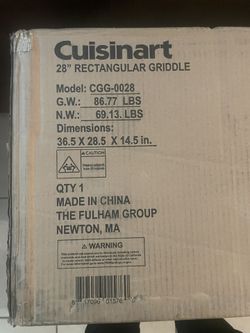 Cuisinart
28" RECTANGULAR GRIDDLE
Model: CGG-0028
G.W.: 86.77 LBS
N.W.: 69.13. LBS
Dimensions:
36.5 X 28.5 X 14.5 in.
CAUTION
QTY 1
MADE IN CHINA
THE FULHAM GROUP
NEWTON, MA
WARNING